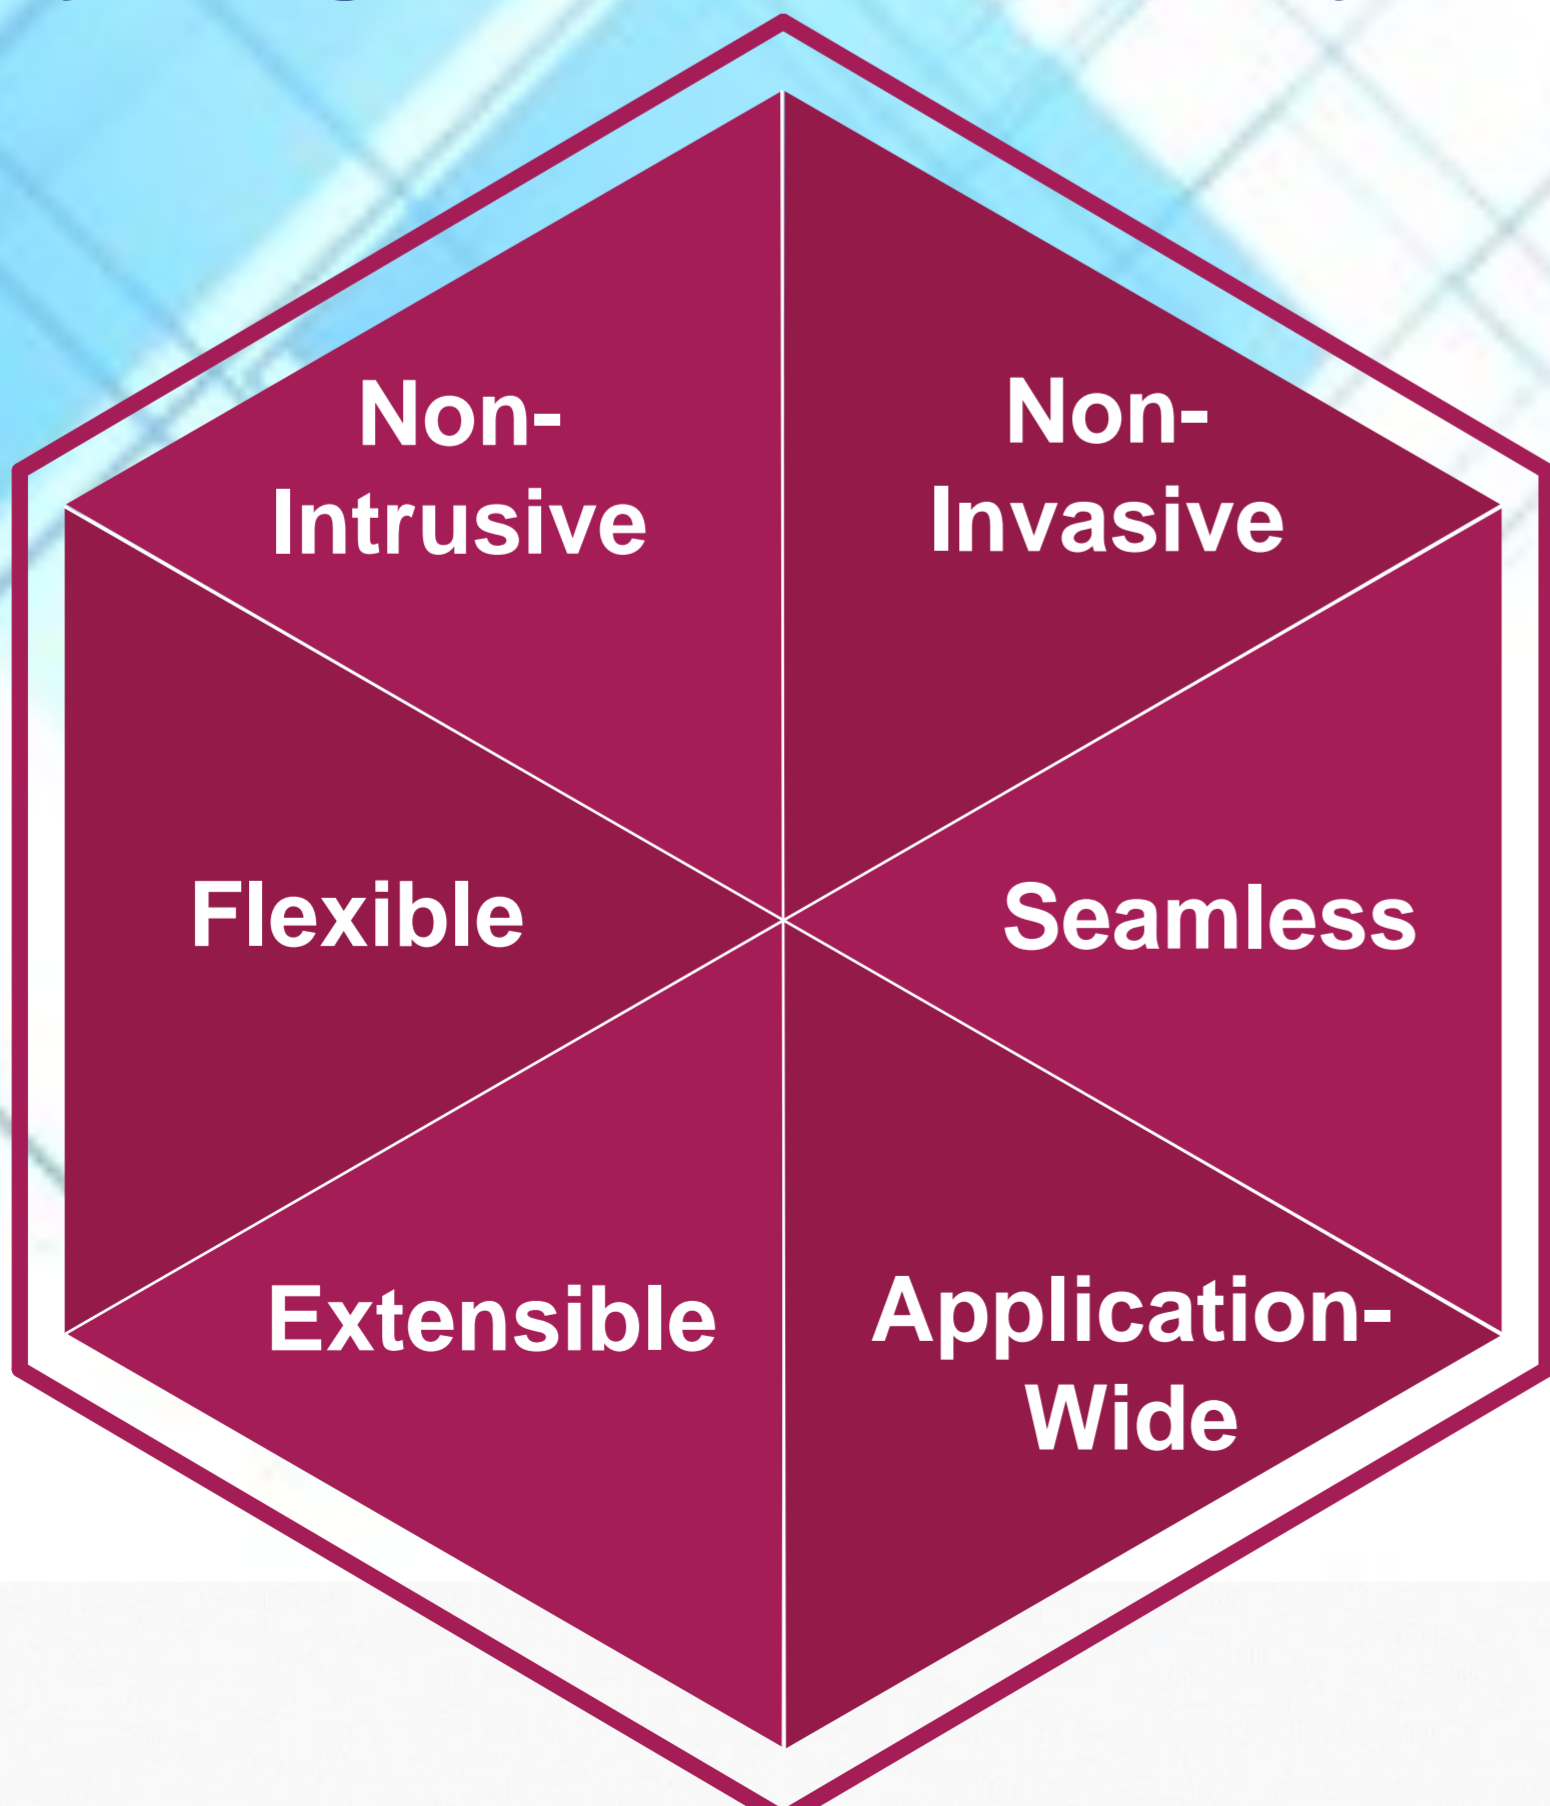 Non-
Intrusive
Non-
Invasive
Flexible
Seamless
Extensible
Application-
Wide